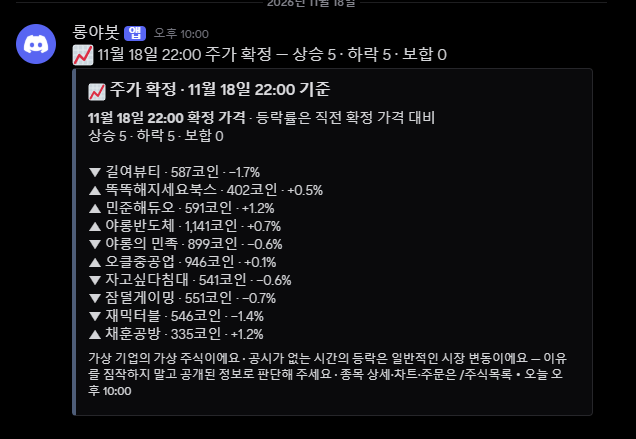 2026년 11월 18일
롱야봇 앱 오후 10:00
11월 18일 22:00 주가 확정 — 상승 5 · 하락 5 · 보합 0
주가 확정 · 11월 18일 22:00 기준
11월 18일 22:00 확정 가격 · 등락률은 직전 확정 가격 대비
상승 5 · 하락 5 · 보합 0
▼ 길여뷰티 · 587코인 · −1.7%
▲ 똑똑해지세요북스 · 402코인 · +0.5%
▲ 민준해듀오 · 591코인 · +1.2%
▲ 야롱반도체 · 1,141코인 · +0.7%
▼ 야롱의 민족 · 899코인 · −0.6%
▲ 오클중공업 · 946코인 · +0.1%
▼ 자고싶다침대 · 541코인 · −0.6%
▼ 잠덜게이밍 · 551코인 · −0.7%
▼ 재믹터블 · 546코인 · −1.4%
▲ 채훈공방 · 335코인 · +1.2%
가상 기업의 가상 주식이에요 · 공시가 없는 시간의 등락은 일반적인 시장 변동이에요 — 이유
를 짐작하지 말고 공개된 정보로 판단해 주세요 · 종목 상세·차트·주문은 /주식목록 • 오늘 오
후 10:00